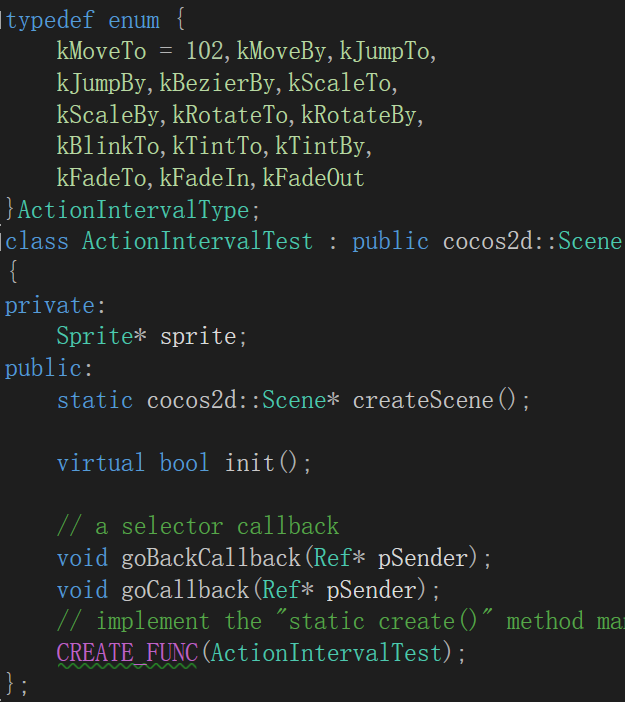 typedef enum {
    kMoveTo = 102,kMoveBy,kJumpTo,
    kJumpBy,kBezierBy,kScaleTo,
    kScaleBy,kRotateTo,kRotateBy,
    kBlinkTo,kTintTo,kTintBy,
    kFadeTo,kFadeIn,kFadeOut
}ActionIntervalType;
class ActionIntervalTest : public cocos2d::Scene
{
private:
    Sprite* sprite;
public:
    static cocos2d::Scene* createScene();
    virtual bool init();
    // a selector callback
    void goBackCallback(Ref* pSender);
    void goCallback(Ref* pSender);
    // implement the "static create()" method
    CREATE_FUNC(ActionIntervalTest);
};